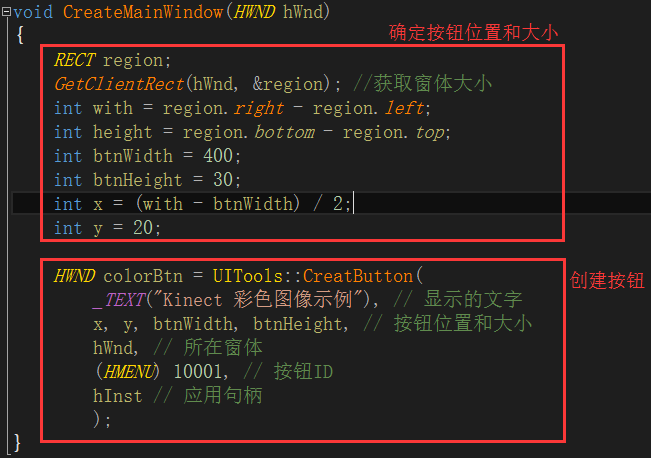 void CreateMainWindow(HWND hWnd)
{
确定按钮位置和大小
RECT region;
GetClientRect(hWnd, &region); //获取窗体大小
int with = region.right - region.left;
int height = region.bottom - region.top;
int btnWidth = 400;
int btnHeight = 30;
int x = (with - btnWidth) / 2;
int y = 20;
HWND colorBtn = UITools::CreatButton(
创建按钮
_TEXT("Kinect 彩色图像示例"), // 显示的文字
x, y, btnWidth, btnHeight, // 按钮位置和大小
hWnd, // 所在窗体
(HMENU) 10001, // 按钮ID
hInst // 应用句柄
);
}